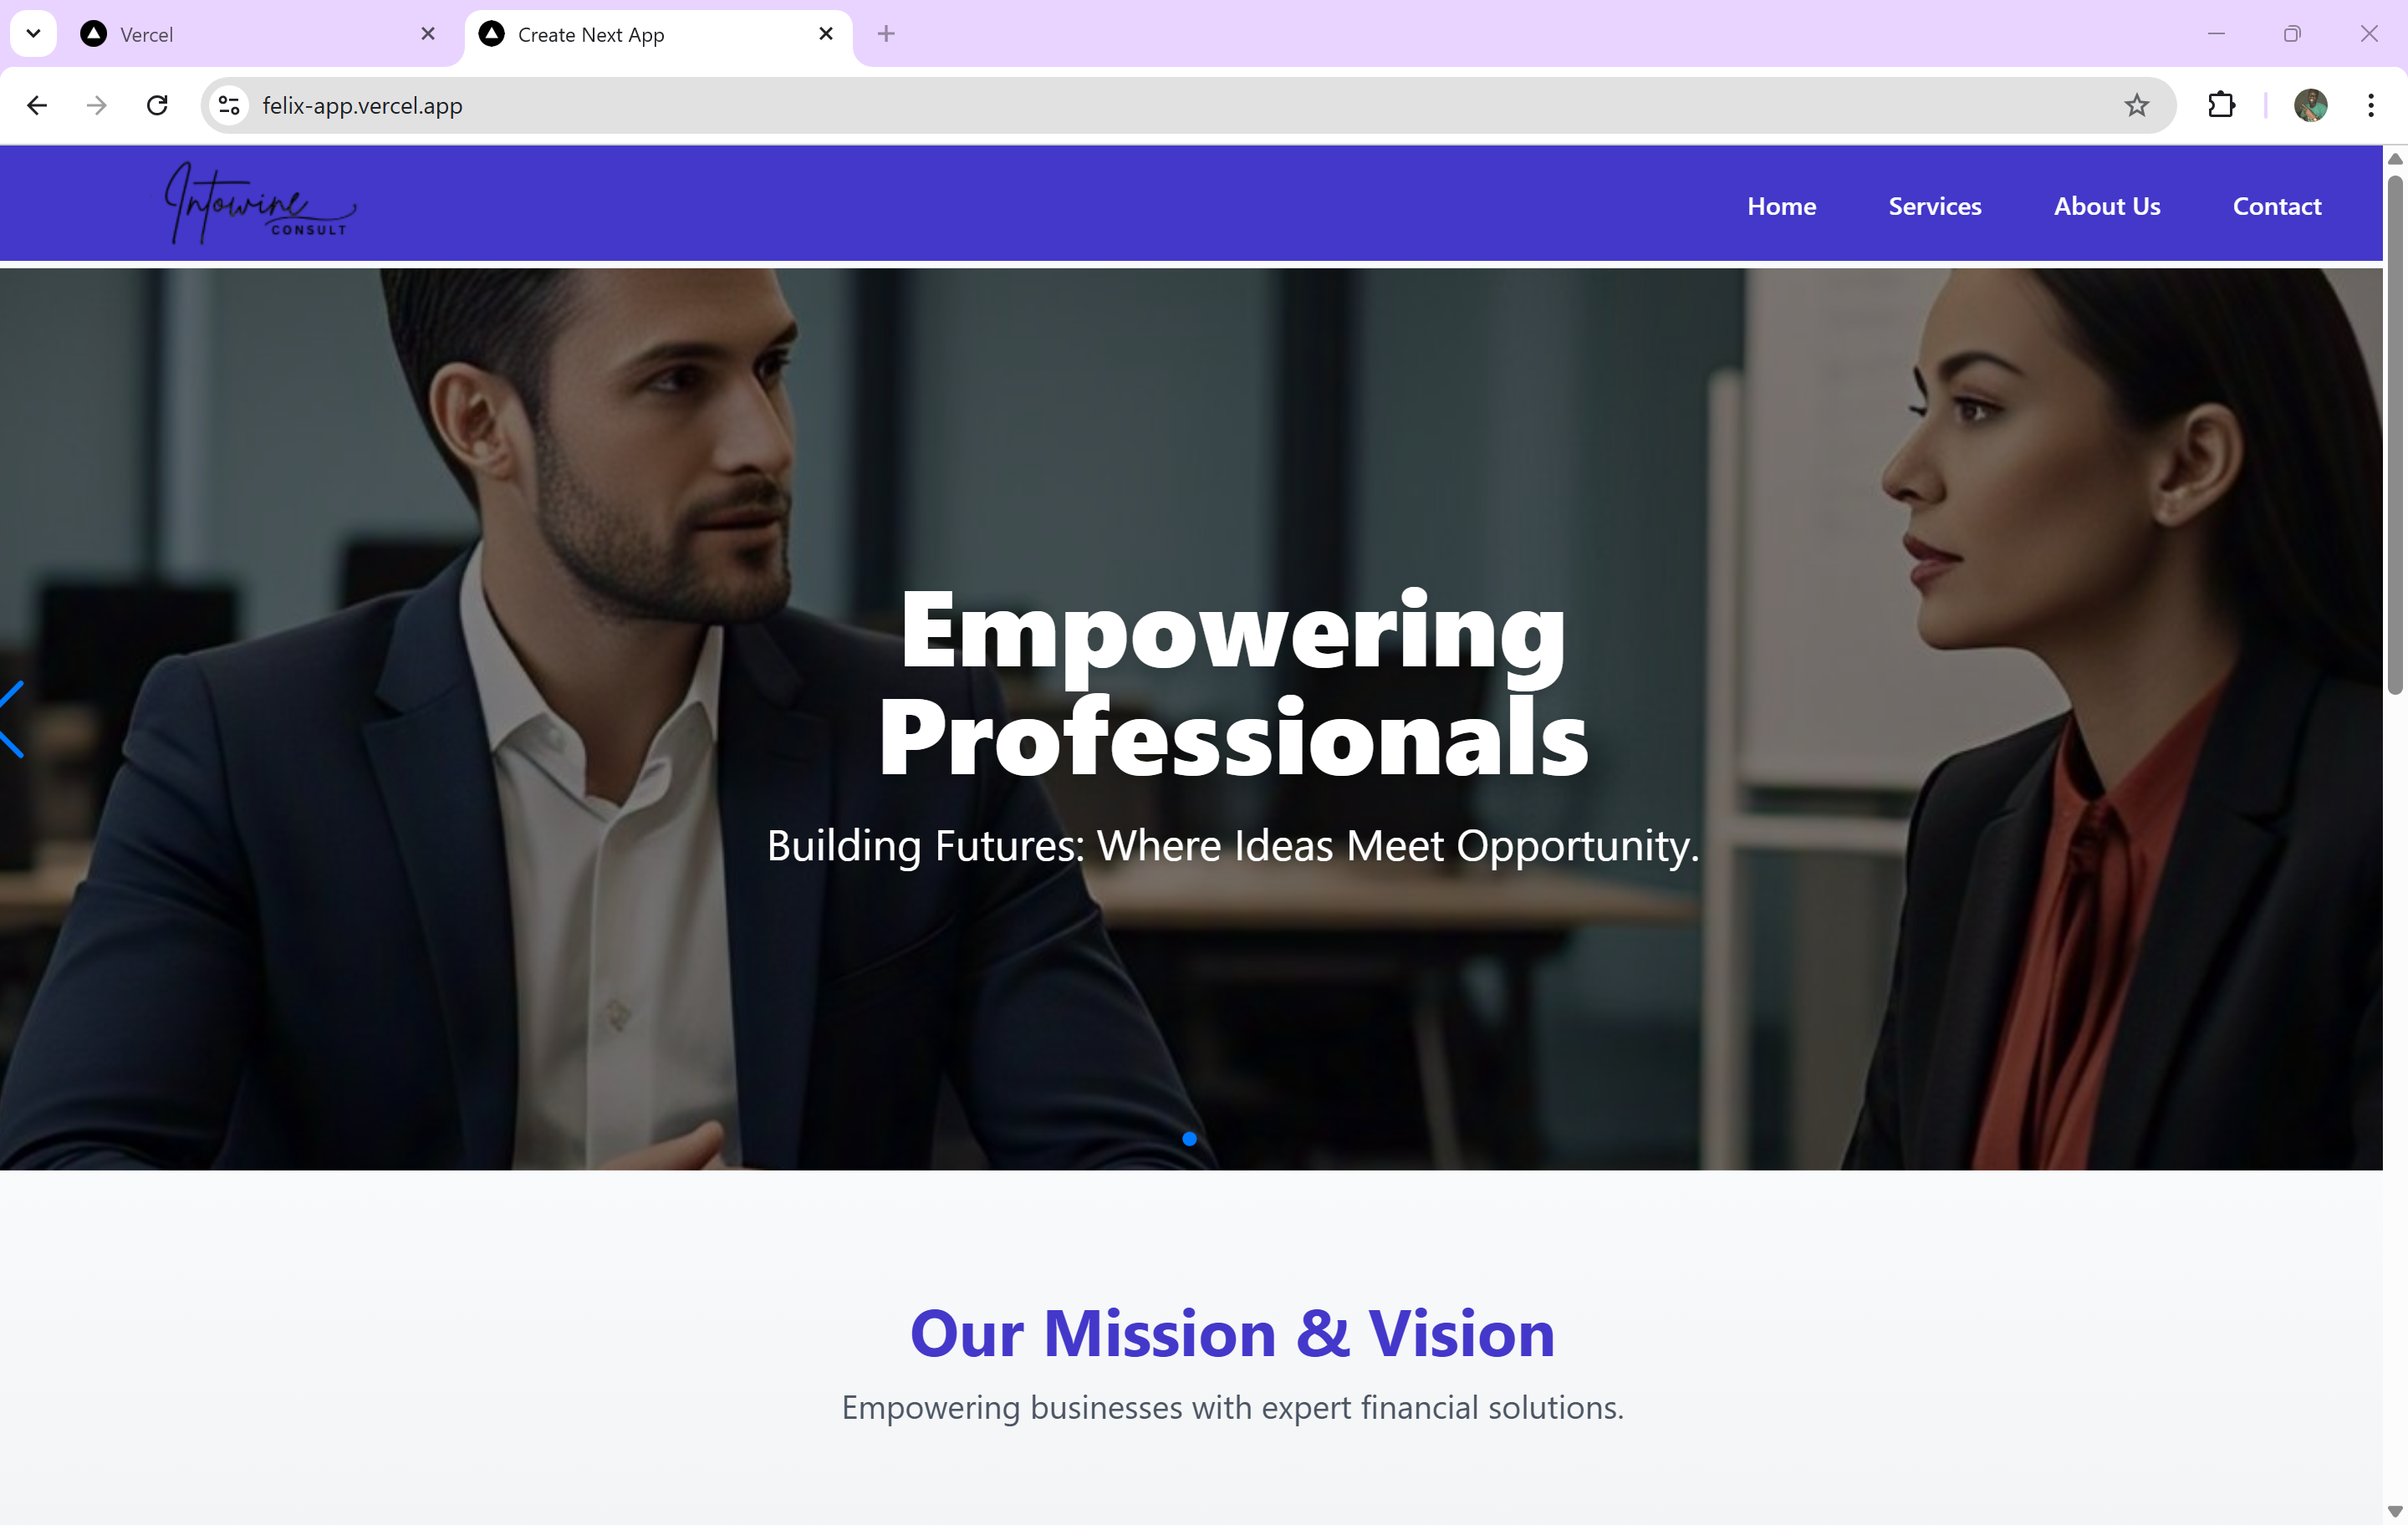 Vercel
Create Next App
felix-app.vercel.app
Intowine
CONSULT
Home Services About Us Contact
Empowering
Professionals
Building Futures: Where Ideas Meet Opportunity.
Our Mission & Vision
Empowering businesses with expert financial solutions.